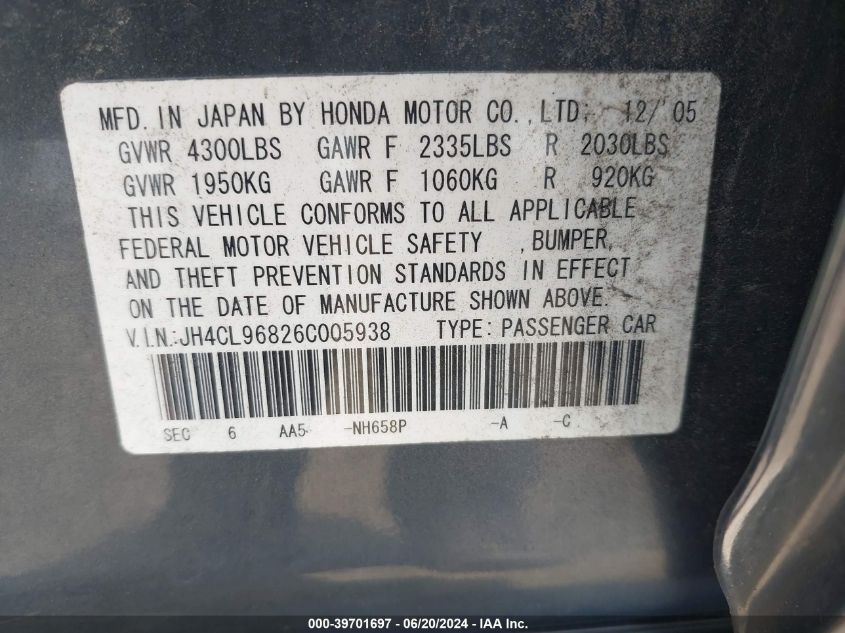 MFD. IN JAPAN BY HONDA MOTOR CO., LTD. 12/ 05
GVWR 4300LBS GAWR F 2335LBS R 2030LBS
GVWR 1950KG GAWR F 1060KG R 920KG
THIS VEHICLE CONFORMS TO ALL APPLICABLE
FEDERAL MOTOR VEHICLE SAFETY , BUMPER,
AND THEFT PREVENTION STANDARDS IN EFFECT
ON THE DATE OF MANUFACTURE SHOWN ABOVE.
V.I.N:JH4CL96826C005938 TYPE: PASSENGER CAR
SEC 6 AA5- -NH658P -A -C
000-39701697 - 06/20/2024 - IAA Inc.